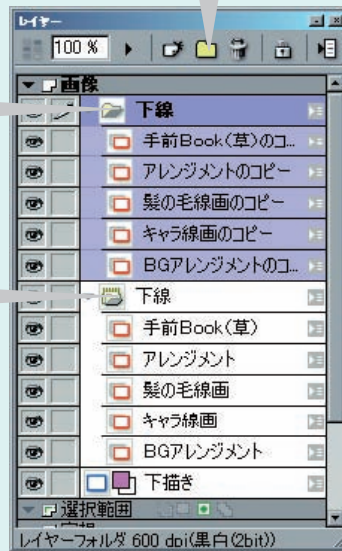 レイヤー
100 %
画像
下線
手前Book(草)のコ...
アレンジメントのコピー
髪の毛線画のコピー
キャラ線画のコピー
BGアレンジメントのコ...
下線
手前Book(草)
アレンジメント
髪の毛線画
キャラ線画
BGアレンジメント
下描き
選択範囲
レイヤーフォルダ 600 dpi(黒白(2bit))